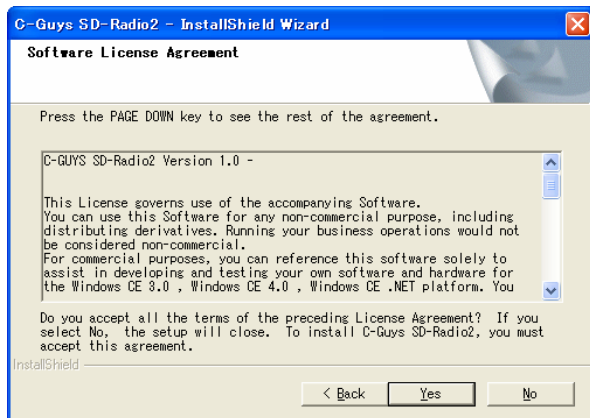 C-Guys SD-Radio2 - InstallShield Wizard
Software License Agreement
Press the PAGE DOWN key to see the rest of the agreement.
C-GUYS SD-Radio2 Version 1.0 -
This License governs use of the accompanying Software.
You can use this Software for any non-commercial purpose, including
distributing derivatives. Running your business operations would not
be considered non-commercial.
For commercial purposes, you can reference this software solely to
assist in developing and testing your own software and hardware for
the Windows CE 3.0 , Windows CE 4.0 , Windows CE .NET platform. You
Do you accept all the terms of the preceding License Agreement? If you
select No, the setup will close. To install C-Guys SD-Radio2, you must
accept this agreement.
InstallShield
< Back
Yes
No